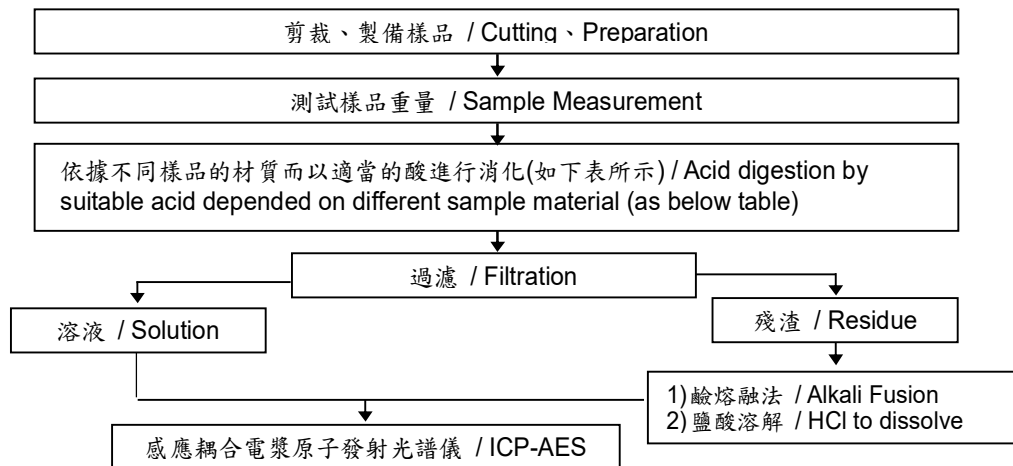 剪裁、製備樣品 / Cutting、Preparation
測試樣品重量 / Sample Measurement
依據不同樣品的材質而以適當的酸進行消化(如下表所示) / Acid digestion by
suitable acid depended on different sample material (as below table)
過濾 / Filtration
溶液 / Solution
殘渣 / Residue
1)鹼熔融法 / Alkali Fusion
2)鹽酸溶解 / HCl to dissolve
感應耦合電漿原子發射光譜儀 / ICP-AES